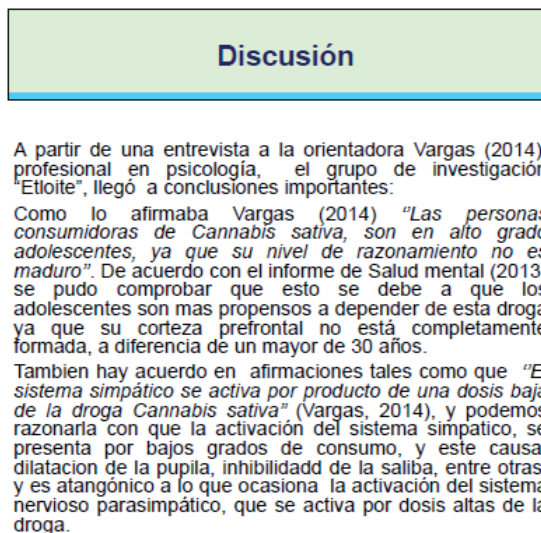 Discusión
A partir de una entrevista a la orientadora Vargas (2014)
profesional en psicología, el grupo de investigación
"Etloite", llegó a conclusiones importantes:
Como lo afirmaba Vargas (2014) "Las personas
consumidoras de Cannabis sativa, son en alto grado
adolescentes, ya que su nivel de razonamiento no es
maduro". De acuerdo con el informe de Salud mental (2013)
se pudo comprobar que esto se debe a que los
adolescentes son mas propensos a depender de esta droga
ya que su corteza prefrontal no está completamente
formada, a diferencia de un mayor de 30 años.
Tambien hay acuerdo en afirmaciones tales como que "El
sistema simpático se activa por producto de una dosis baja
de la droga Cannabis sativa" (Vargas, 2014), y podemos
razonarla con que la activación del sistema simpatico, se
presenta por bajos grados de consumo, y este causa
dilatacion de la pupila, inhibilidadd de la saliba, entre otras
y es atangónico a lo que ocasiona la activación del sistema
nervioso parasimpático, que se activa por dosis altas de la
droga.